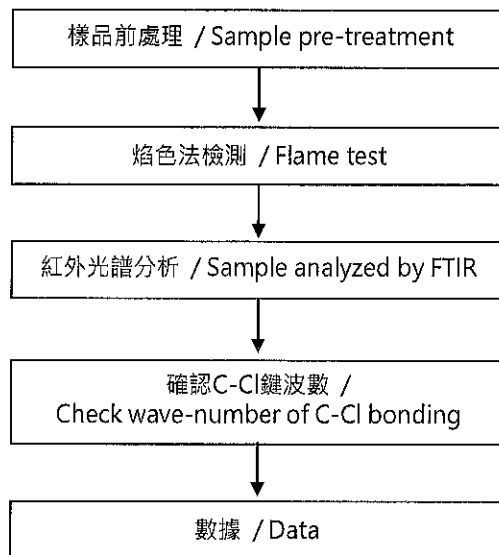 樣品前處理 / Sample pre-treatment
焰色法檢測 / Flame test
紅外光譜分析 / Sample analyzed by FTIR
確認C-Cl鍵波數 /
Check wave-number of C-Cl bonding
數據 / Data